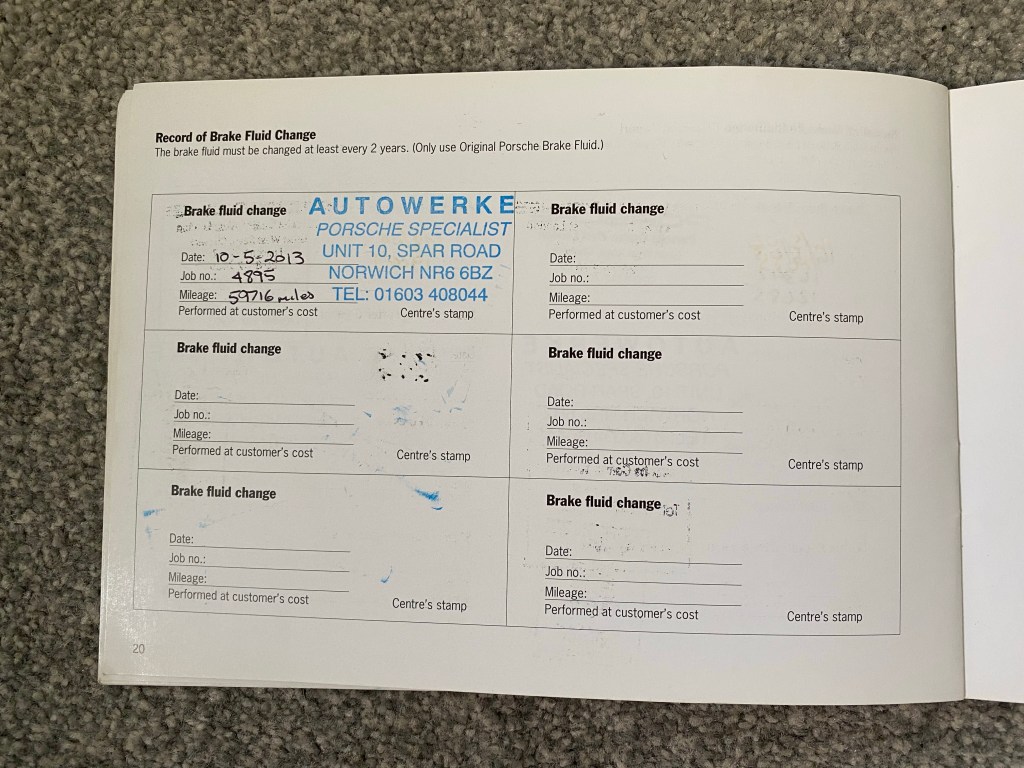 Record of Brake Fluid Change
The brake fluid must be changed at least every 2 years. (Only use Original Porsche Brake Fluid.)
Brake fluid change
AUTOWERKE
PORSCHE SPECIALIST
UNIT 10, SPAR ROAD
NORWICH NR6 6BZ
TEL: 01603 408044
Date: 10-5-2013
Job no.: 4895
Mileage: 59716 miles
Performed at customer's cost Centre's stamp
Brake fluid change
Date:
Job no.:
Mileage:
Performed at customer's cost Centre's stamp
Brake fluid change
Date:
Job no.:
Mileage:
Performed at customer's cost Centre's stamp
Brake fluid change
Date:
Job no.:
Mileage:
Performed at customer's cost Centre's stamp
Brake fluid change
Date:
Job no.:
Mileage:
Performed at customer's cost Centre's stamp
Brake fluid change
Date:
Job no.:
Mileage:
Performed at customer's cost Centre's stamp
20